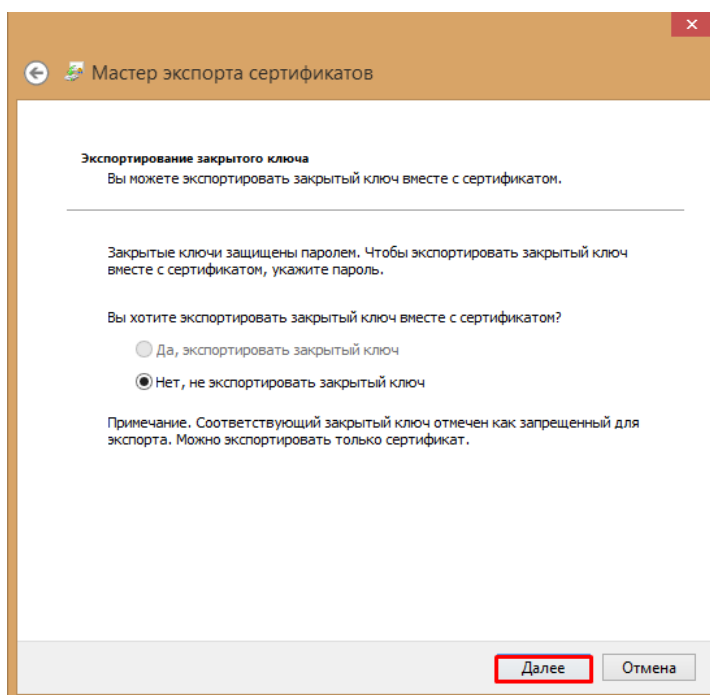 Мастер экспорта сертификатов
Экспортирование закрытого ключа
Вы можете экспортировать закрытый ключ вместе с сертификатом.
Закрытые ключи защищены паролем. Чтобы экспортировать закрытый ключ
вместе с сертификатом, укажите пароль.
Вы хотите экспортировать закрытый ключ вместе с сертификатом?
Да, экспортировать закрытый ключ
Нет, не экспортировать закрытый ключ
Примечание. Соответствующий закрытый ключ отмечен как запрещенный для
экспорта. Можно экспортировать только сертификат.
Далее
Отмена